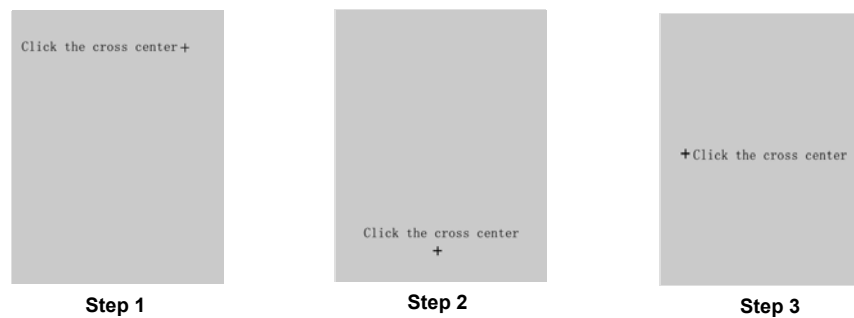 Click the cross center +
Click the cross center
+
+ Click the cross center
Step 1
Step 2
Step 3